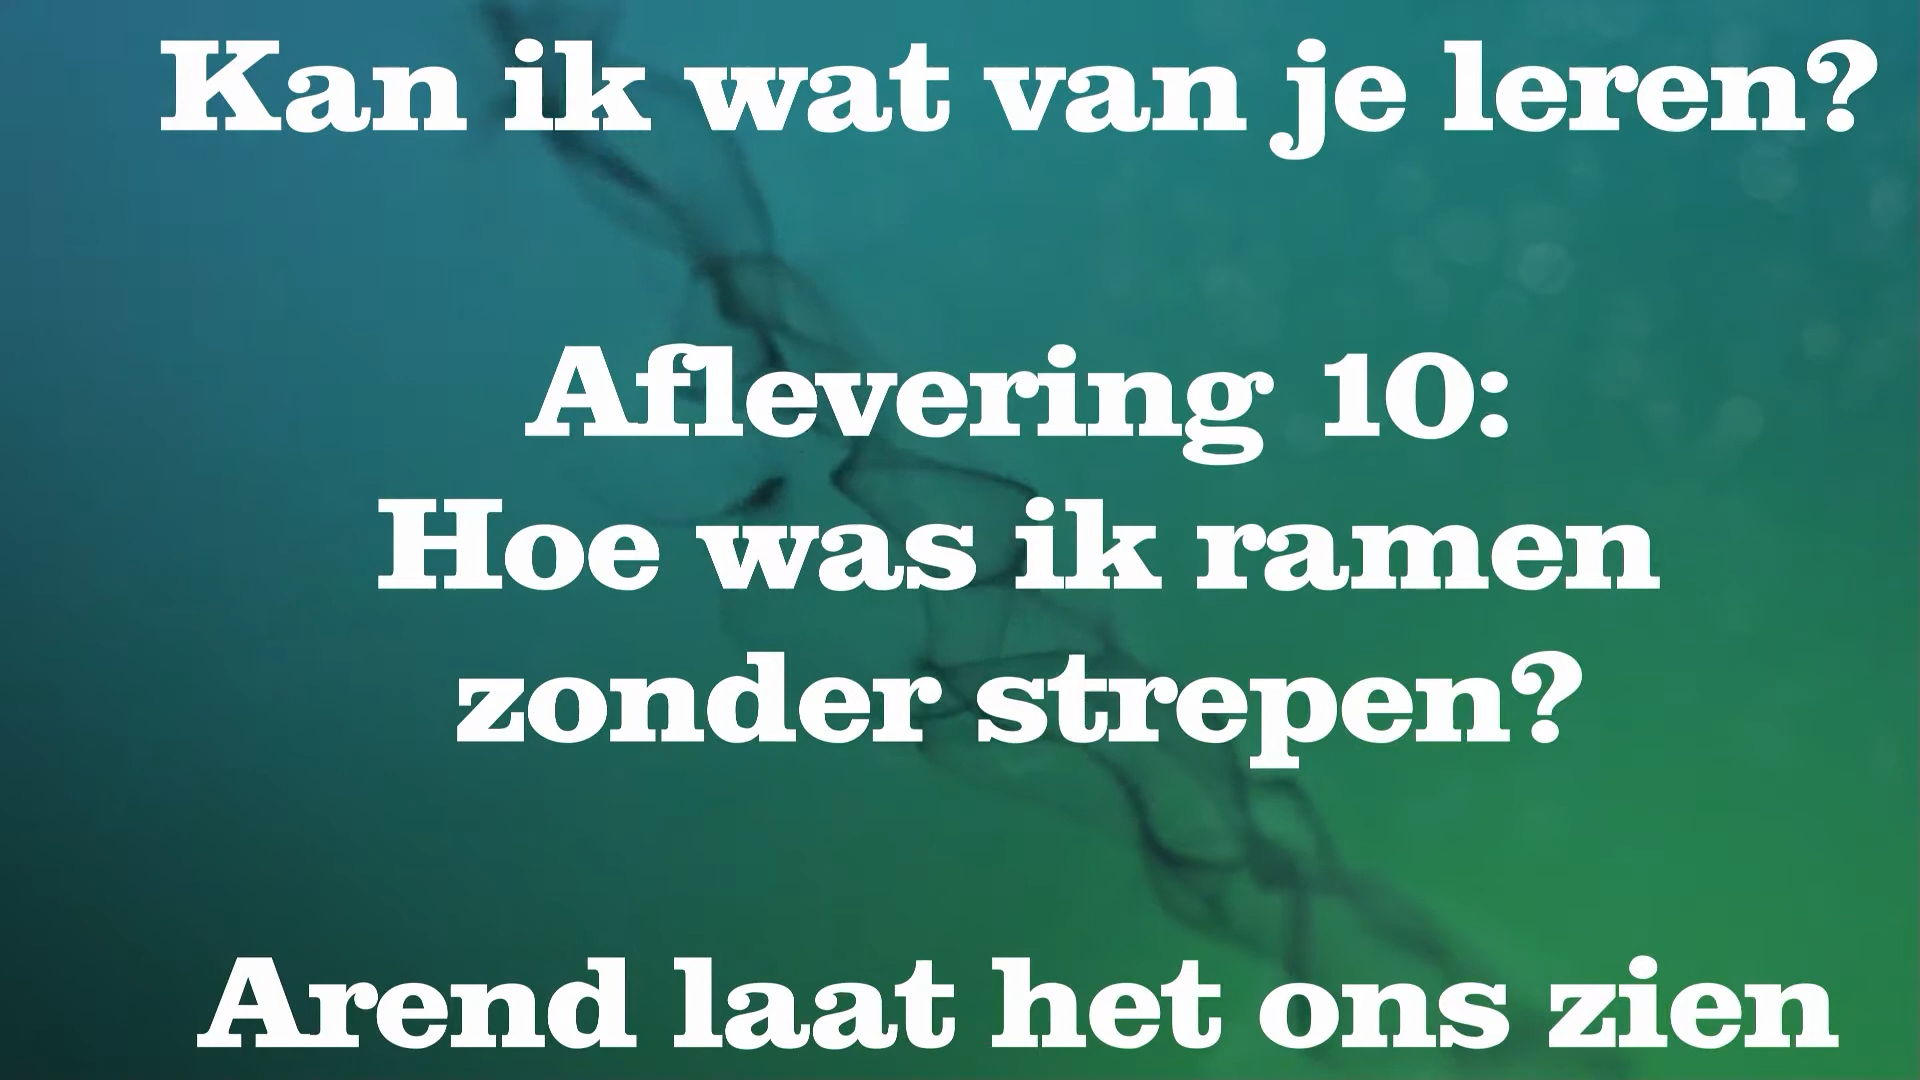 Kan ik wat van je leren?
Aflevering 10:
Hoe was ik ramen
zonder strepen?
Arend laat het ons zien